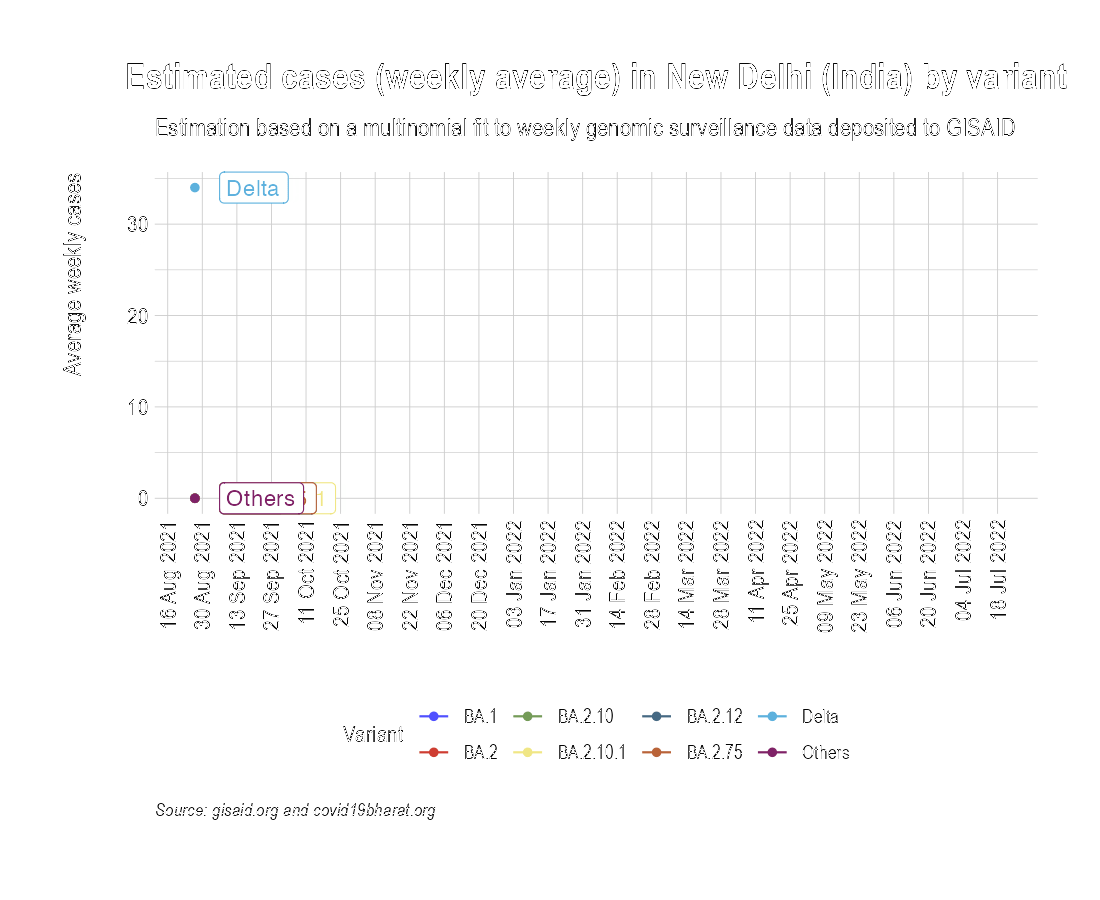 Estimated cases (weekly average) in New Delhi (India) by variant
Estimation based on a multinomial fit to weekly genomic surveillance data deposited to GISAID
Average weekly cases
Delta
30
20
10
0
Others
1
16 Aug 2021
30 Aug 2021
13 Sep 2021
27 Sep 2021
11 Oct 2021
25 Oct 2021
08 Nov 2021
22 Nov 2021
06 Dec 2021
20 Dec 2021
03 Jan 2022
17 Jan 2022
31 Jan 2022
14 Feb 2022
28 Feb 2022
14 Mar 2022
28 Mar 2022
11 Apr 2022
25 Apr 2022
09 May 2022
23 May 2022
06 Jun 2022
20 Jun 2022
04 Jul 2022
18 Jul 2022
Variant
BA.1 BA.2.10 BA.2.12 Delta
BA.2 BA.2.10.1 BA.2.75 Others
Source: gisaid.org and covid19bharat.org